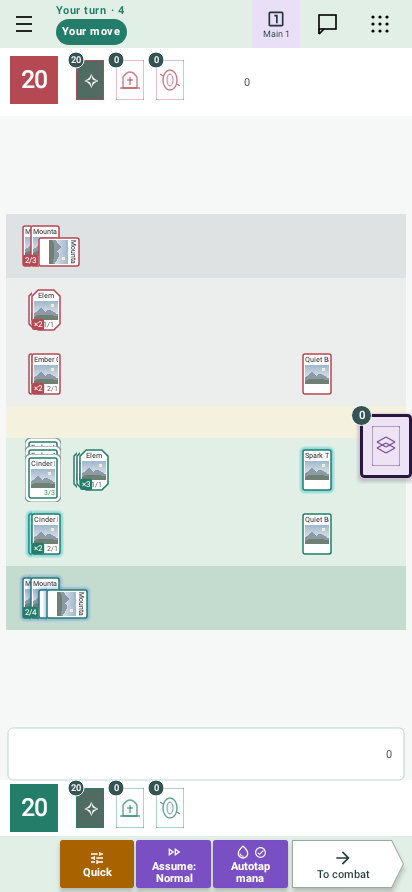 Your turn · 4
Your move
Main 1
20
20
0
0
0
M
Mounta
Mounta
2/3
Elem
×2
1/1
Ember
×2
2/1
Quiet B
0
Cinder
3/3
Elem
×3
1/1
Spark T
Cinder
×2
2/1
Quiet B
M
Mounta
Mounta
2/4
0
20
20
0
0
Quick
Assume:
Normal
Autotap
mana
To combat